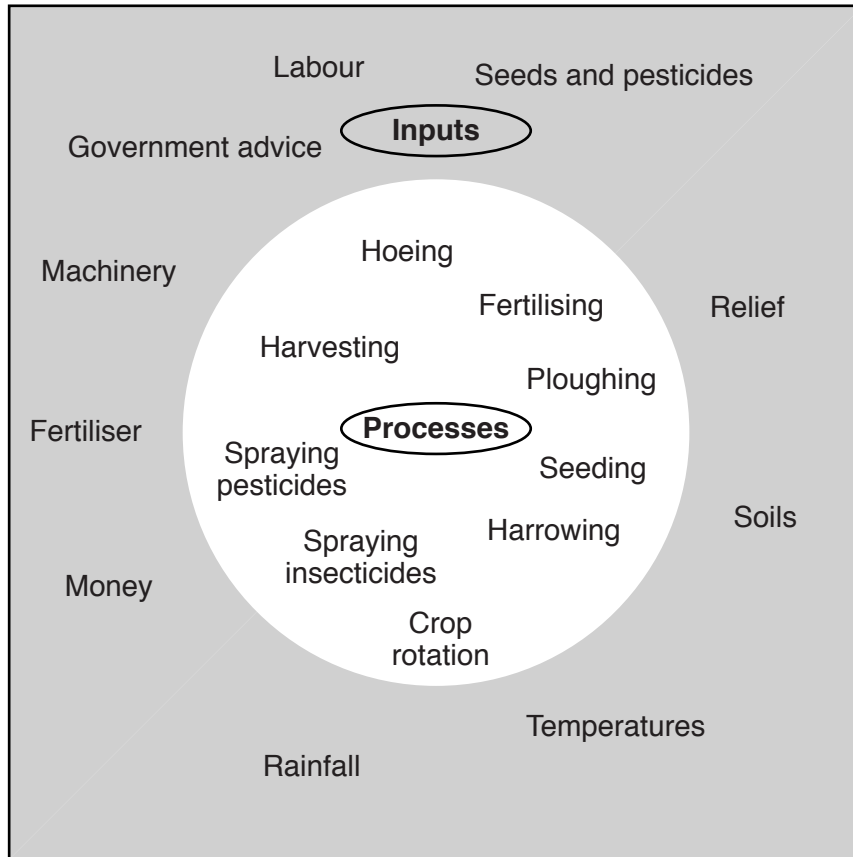 Labour
Seeds and pesticides
Inputs
Government advice
Hoeing
Machinery
Fertilising
Relief
Harvesting
Ploughing
Fertiliser
Processes
Spraying
pesticides
Seeding
Soils
Harrowing
Spraying
insecticides
Money
Crop
rotation
Temperatures
Rainfall